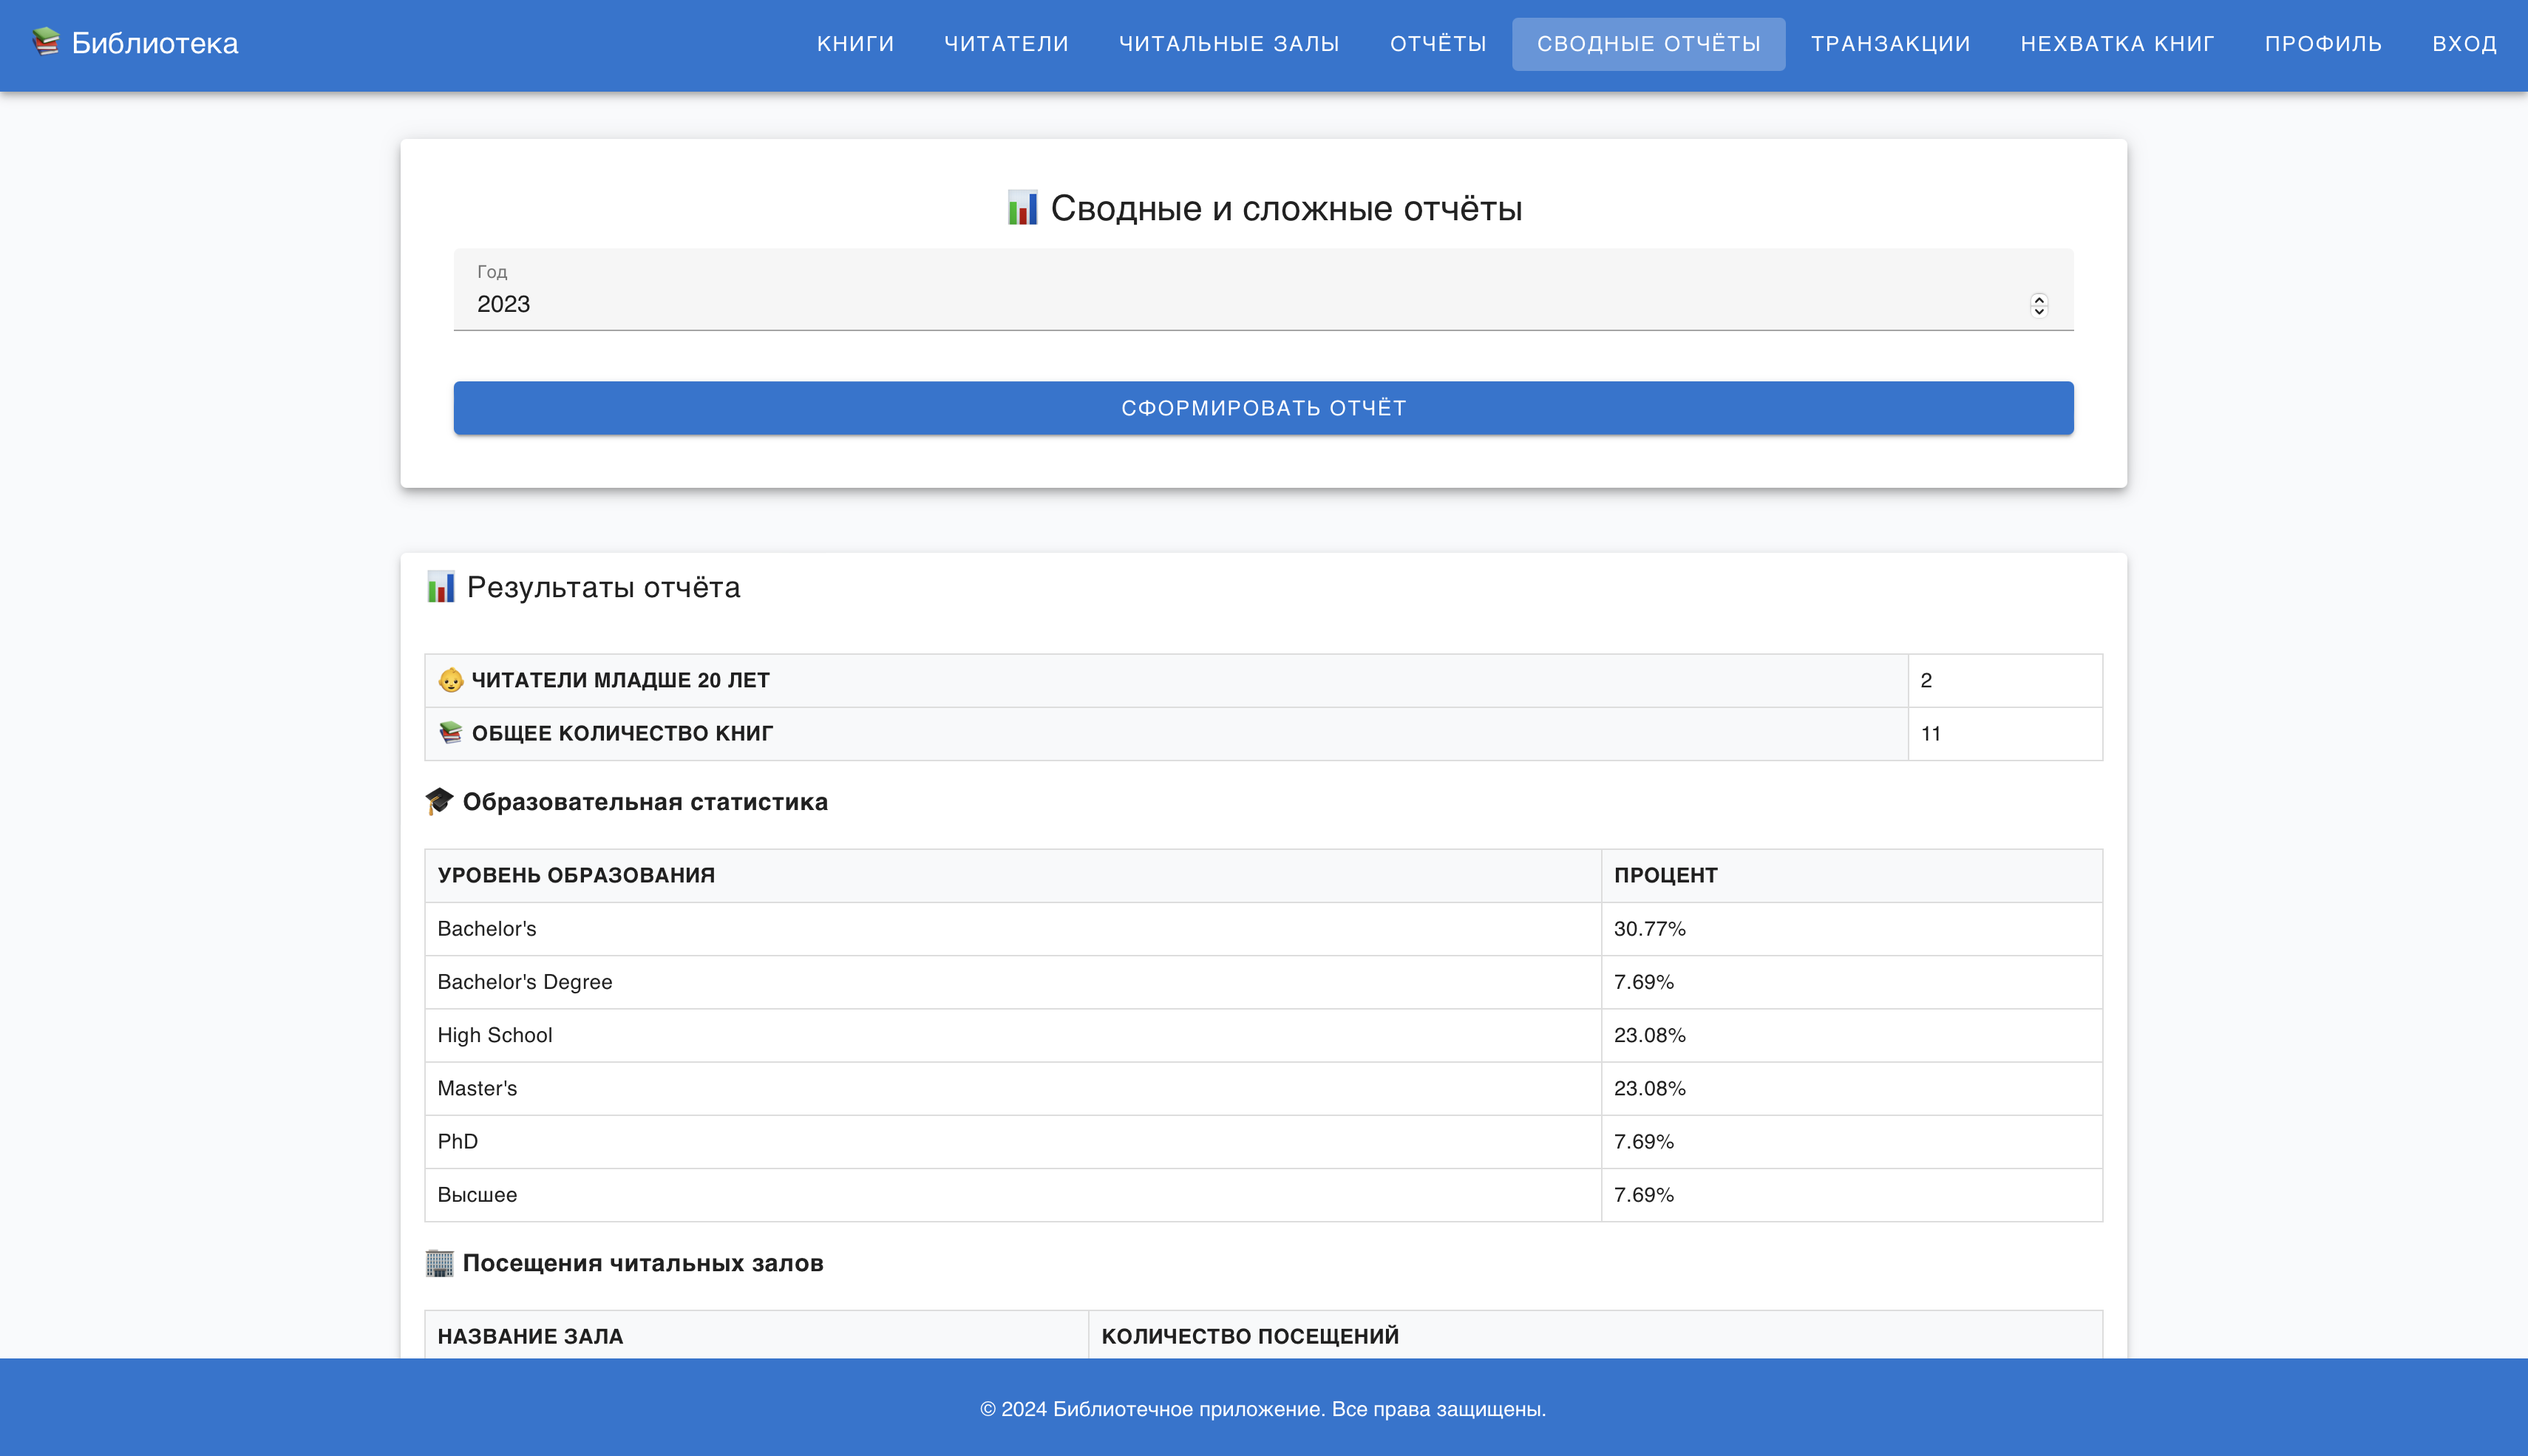 📚 Библиотека КНИГИ ЧИТАТЕЛИ ЧИТАЛЬНЫЕ ЗАЛЫ ОТЧЁТЫ СВОДНЫЕ ОТЧЁТЫ ТРАНЗАКЦИИ НЕХВАТКА КНИГ ПРОФИЛЬ ВХОД
📊 Сводные и сложные отчёты
Год
2023
СФОРМИРОВАТЬ ОТЧЁТ
📊 Результаты отчёта
👶 ЧИТАТЕЛИ МЛАДШЕ 20 ЛЕТ 2
📚 ОБЩЕЕ КОЛИЧЕСТВО КНИГ 11
🎓 Образовательная статистика
УРОВЕНЬ ОБРАЗОВАНИЯ ПРОЦЕНТ
Bachelor's 30.77%
Bachelor's Degree 7.69%
High School 23.08%
Master's 23.08%
PhD 7.69%
Высшее 7.69%
🏢 Посещения читальных залов
НАЗВАНИЕ ЗАЛА КОЛИЧЕСТВО ПОСЕЩЕНИЙ
© 2024 Библиотечное приложение. Все права защищены.